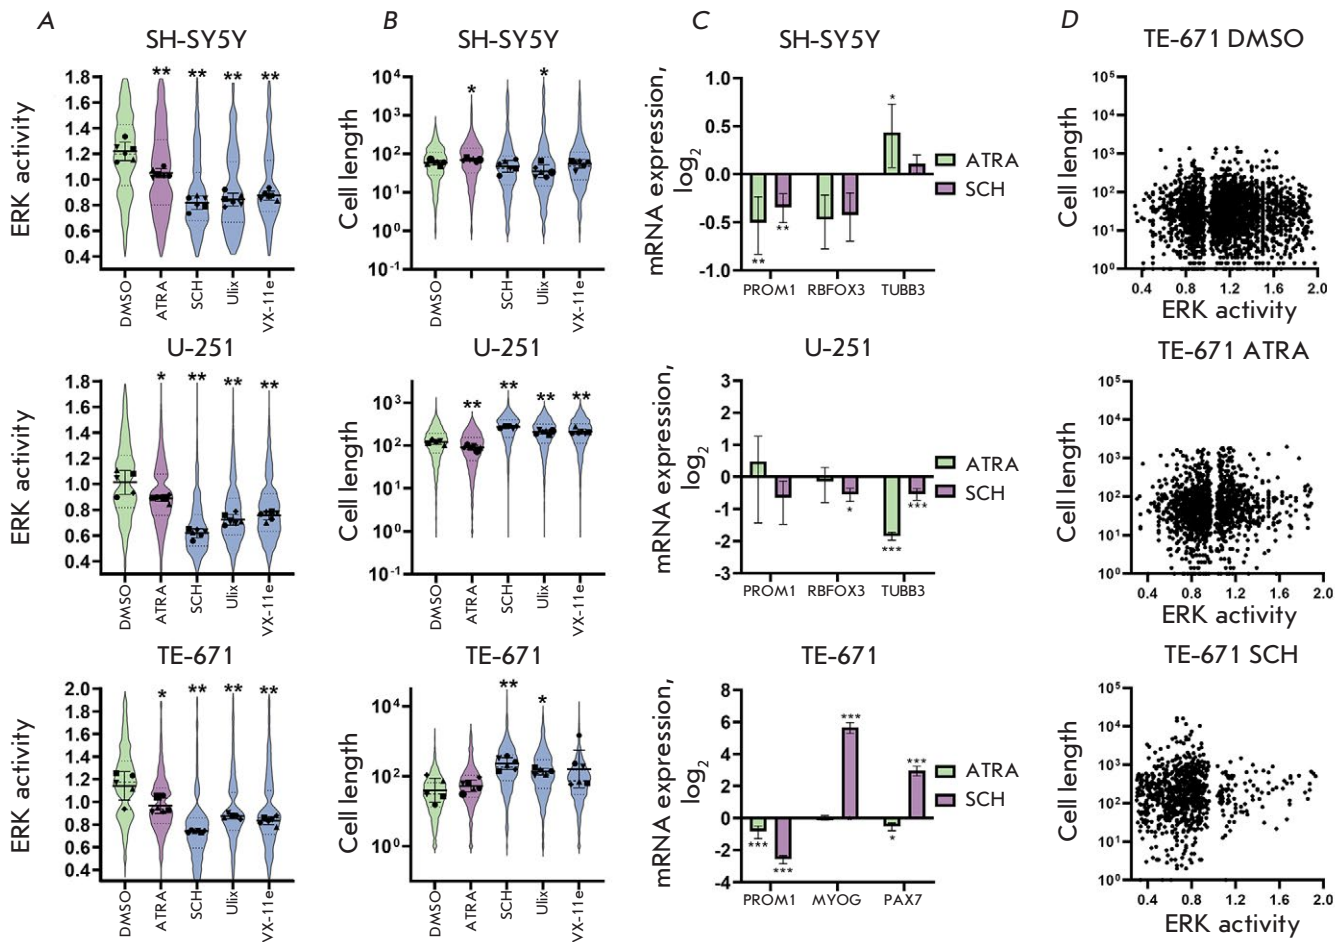 A
B
C
D
SH-SY5Y
ERK activity
1.8
1.6
1.4
1.2
1.0
0.8
0.6
0.4
** ** ** **
DMSO
ATRA
SCH
Ulix
VX-11e
SH-SY5Y
Cell length
10⁴
10³
10²
10¹
10⁰
10⁻¹
* *
DMSO
SCH
Ulix
VX-11e
SH-SY5Y
mRNA expression,
log₂
1.0
0.5
0.0
-0.5
-1.0
*
**
**
PROM1 RBFOX3 TUBB3
ATRA
SCH
TE-671 DMSO
Cell length
10⁵
10⁴
10³
10²
10¹
10⁰
0.4 0.8 1.2 1.6 2.0
ERK activity
U-251
ERK activity
1.8
1.6
1.4
1.2
1.0
0.8
0.6
0.4
* ** ** **
DMSO
ATRA
SCH
Ulix
VX-11e
U-251
Cell length
10³
10²
10¹
10⁰
10⁻¹
** ** ** **
DMSO
ATRA
SCH
Ulix
VX-11e
U-251
mRNA expression,
log₂
3
2
1
0
-1
-2
-3
* ***
***
PROM1 RBFOX3 TUBB3
ATRA
SCH
TE-671 ATRA
Cell length
10⁵
10⁴
10³
10²
10¹
10⁰
0.4 0.8 1.2 1.6 2.0
ERK activity
TE-671
ERK activity
2.0
1.8
1.6
1.4
1.2
1.0
0.8
0.6
0.4
* ** ** **
DMSO
ATRA
SCH
Ulix
VX-11e
TE-671
Cell length
10⁴
10²
10⁰
** *
DMSO
ATRA
SCH
Ulix
VX-11e
TE-671
mRNA expression,
log₂
8
6
4
2
0
-2
-4
***
***
*** *
***
PROM1 MYOG PAX7
ATRA
SCH
TE-671 SCH
Cell length
10⁵
10⁴
10³
10²
10¹
10⁰
0.4 0.8 1.2 1.6 2.0
ERK activity